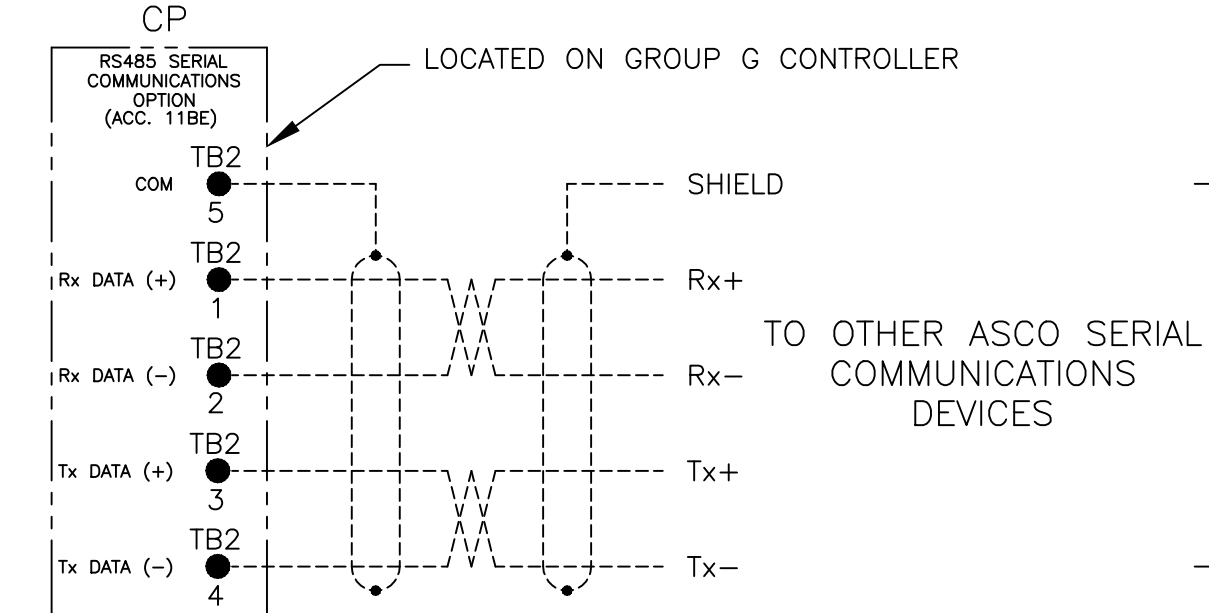 CP
RS485 SERIAL
COMMUNICATIONS
OPTION
(ACC. 11BE)
LOCATED ON GROUP G CONTROLLER
TB2
COM
5
SHIELD
TB2
Rx DATA (+)
1
Rx+
TB2
Rx DATA (-)
2
Rx-
TO OTHER ASCO SERIAL
COMMUNICATIONS
DEVICES
TB2
Tx DATA (+)
3
Tx+
TB2
Tx DATA (-)
4
Tx-